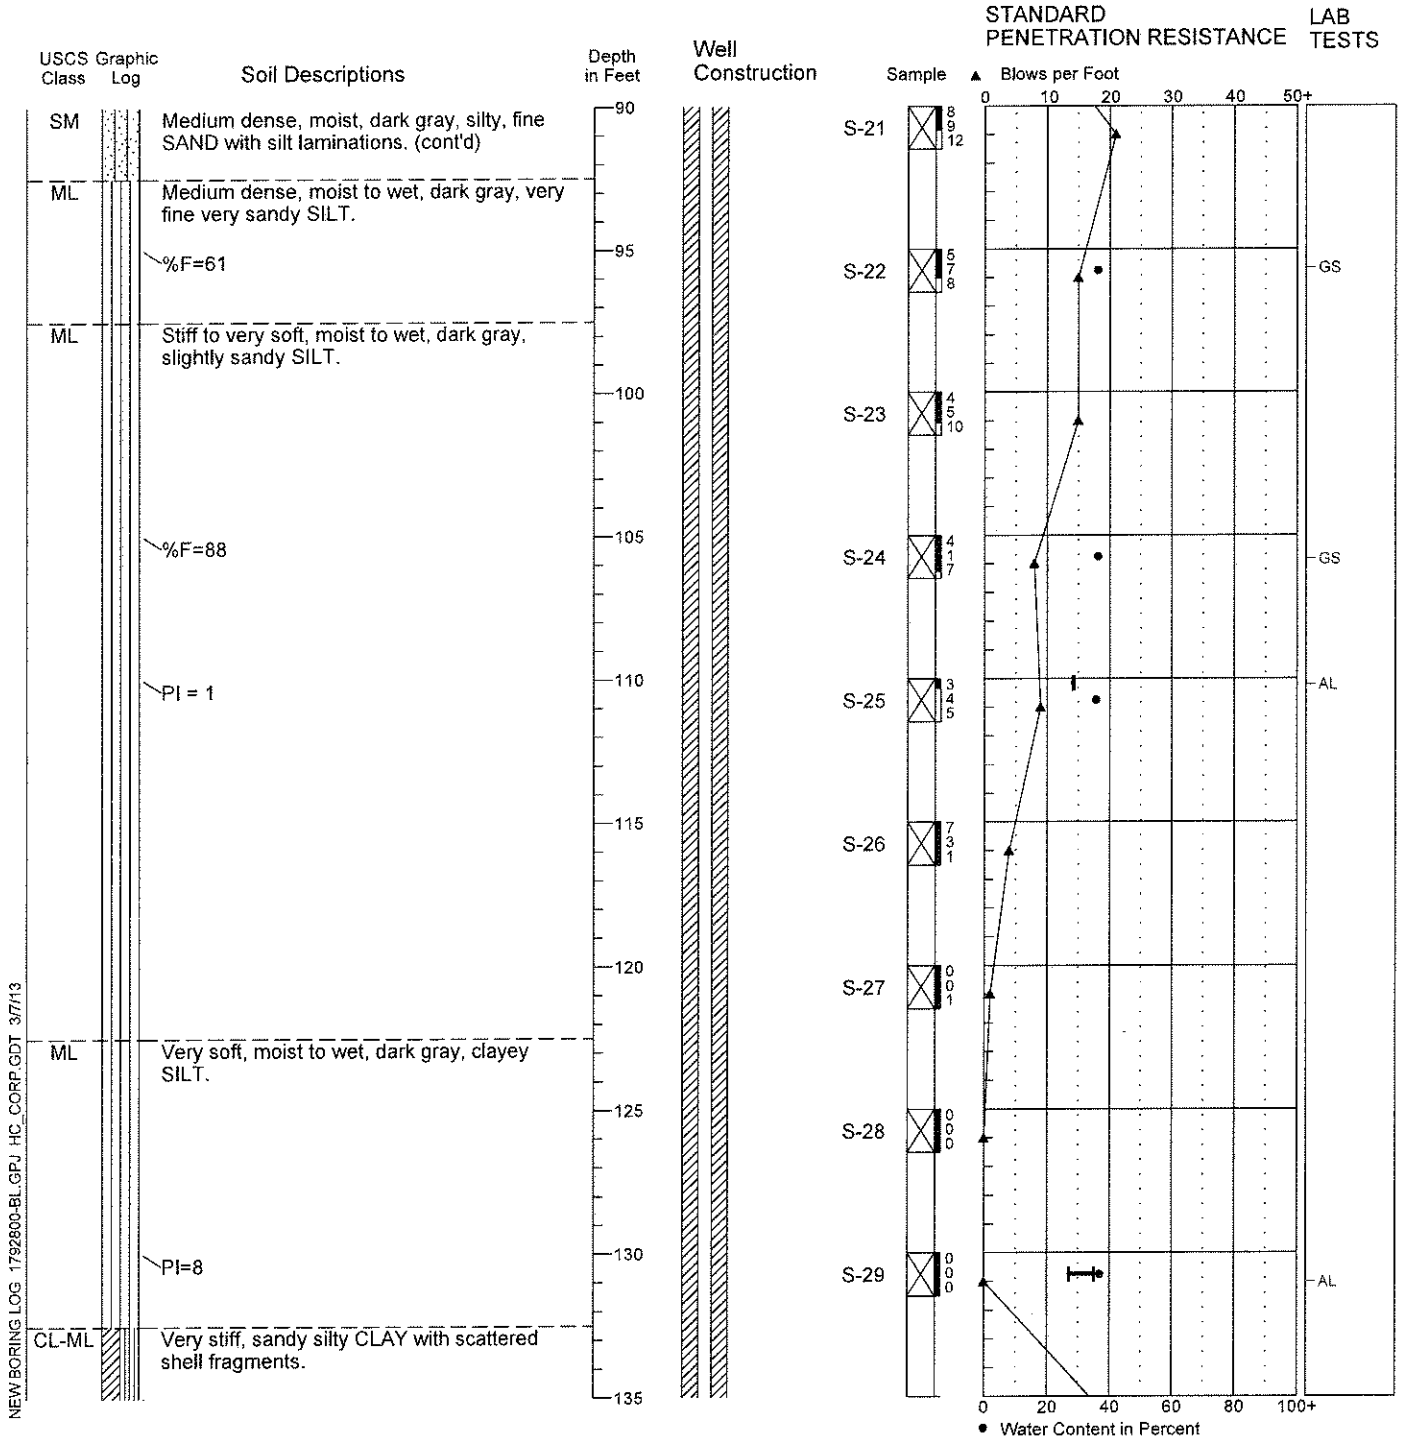 STANDARD
PENETRATION RESISTANCE
LAB
TESTS
USCS Graphic
Class Log
Soil Descriptions
Depth
in Feet
Well
Construction
Sample
▲ Blows per Foot
0 10 20 30 40 50+
SM
Medium dense, moist, dark gray, silty, fine
SAND with silt laminations. (cont'd)
90
S-21
8
9
12
ML
Medium dense, moist to wet, dark gray, very
fine very sandy SILT.
%F=61
95
S-22
5
7
8
GS
ML
Stiff to very soft, moist to wet, dark gray,
slightly sandy SILT.
100
S-23
4
5
10
%F=88
105
S-24
4
1
7
GS
PI = 1
110
S-25
3
4
5
AL
115
S-26
7
3
1
120
S-27
0
0
1
ML
Very soft, moist to wet, dark gray, clayey
SILT.
125
S-28
0
0
0
PI=8
130
S-29
0
0
0
AL
CL-ML
Very stiff, sandy silty CLAY with scattered
shell fragments.
135
0 20 40 60 80 100+
● Water Content in Percent
NEW BORING LOG 1792800-BL.GPJ HC_CORP.GDT 3/7/13